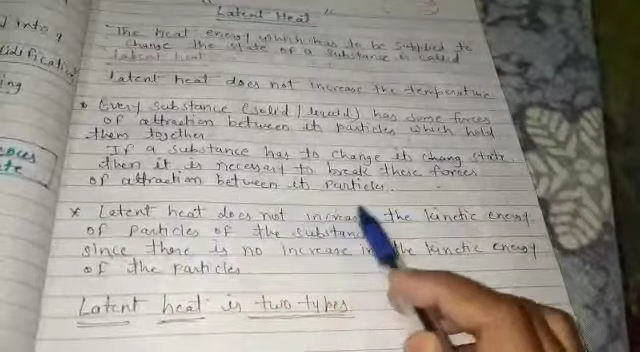 "Latent Heat"
d into y
The heat energy which has to be supplied to
change the state of a substance is called
lidification
latent heat
ing
Latent heat does not increase the temperature
* Every substance (solid/liquid) has some forces
of attraction between its particles which hold
them together
If a substance has to change its chang state,
then it is necessary to break these forces
of attraction between its particles.
* Latent heat does not increase the kinetic energy
of particles of the substance
since there is no increase in the kinetic energy
of the particles
Latent heat is two types